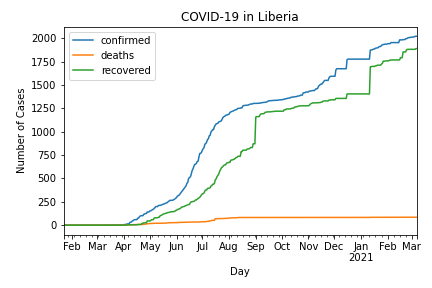 COVID-19 in Liberia
confirmed
deaths
recovered
Number of Cases
2000
1750
1500
1250
1000
750
500
250
0
Feb Mar Apr May Jun Jul Aug Sep Oct Nov Dec Jan Feb Mar
2021
Day